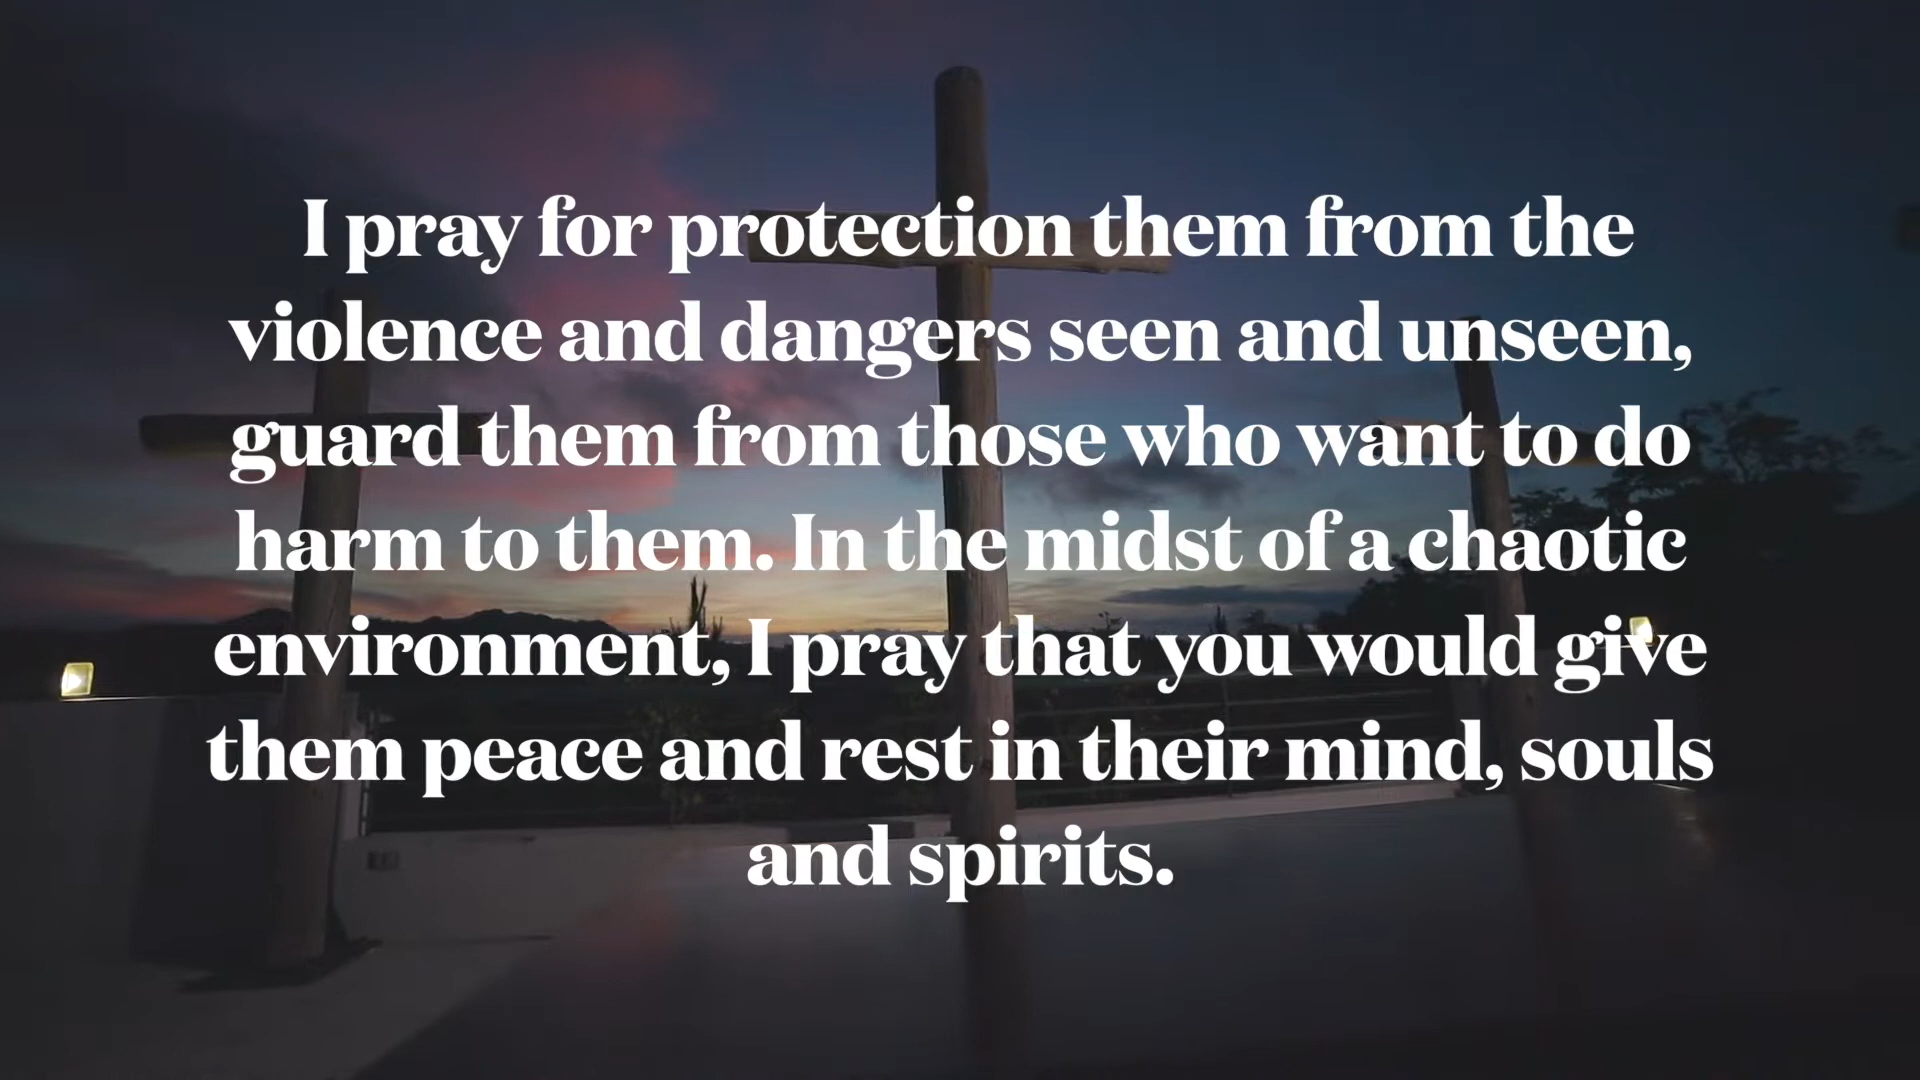 I pray for protection them from the
violence and dangers seen and unseen,
guard them from those who want to do
harm to them. In the midst of a chaotic
environment, I pray that you would give
them peace and rest in their mind, souls
and spirits.